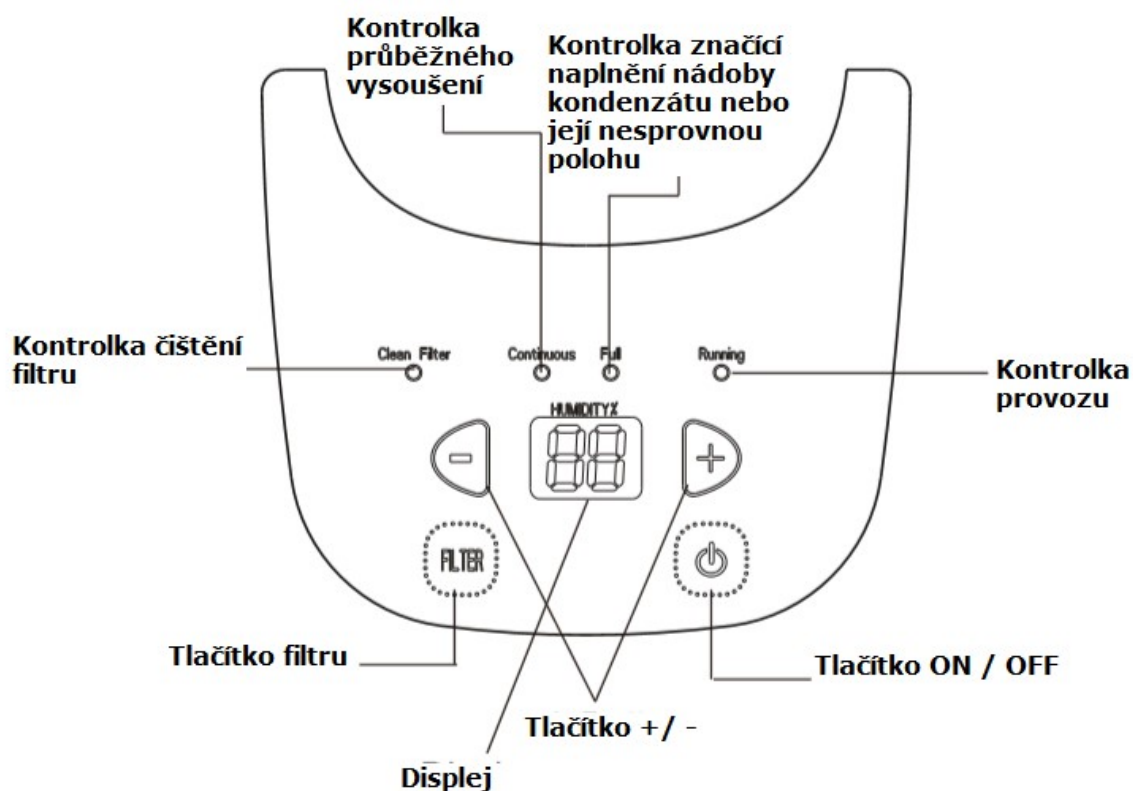 Kontrolka
průběžného
vysoušení
Kontrolka značící
naplnění nádoby
kondenzátu nebo
její nesprovnou
polohu
Kontrolka čištění
filtru
Clean Filter
Continuous
Full
Running
Kontrolka
provozu
HUMIDITY%
-
88
+
FILTER
Tlačítko filtru
Tlačítko ON / OFF
Tlačítko +/ -
Displej